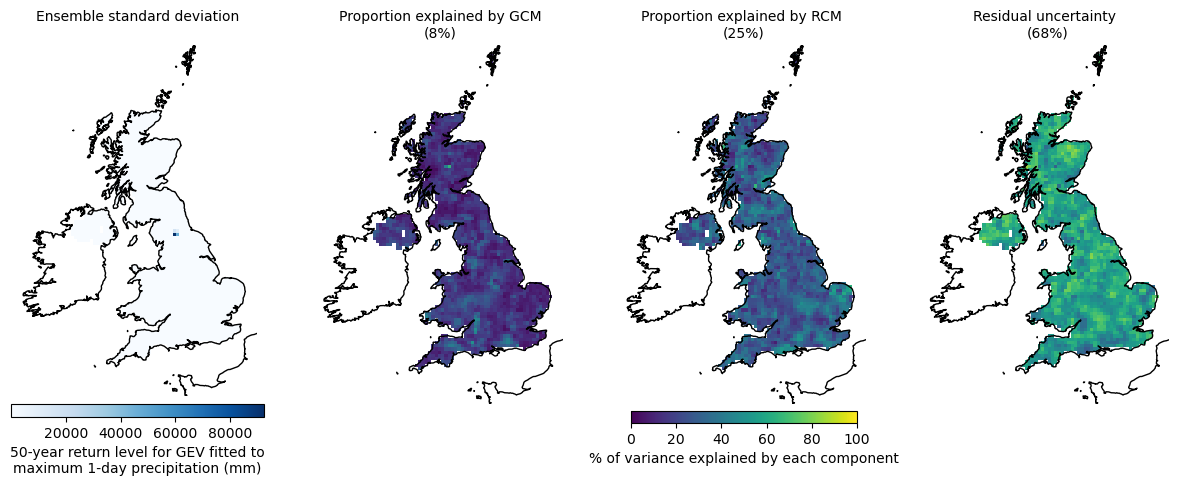 Ensemble standard deviation
Proportion explained by GCM
(8%)
Proportion explained by RCM
(25%)
Residual uncertainty
(68%)
20000 40000 60000 80000
50-year return level for GEV fitted to
maximum 1-day precipitation (mm)
0 20 40 60 80 100
% of variance explained by each component